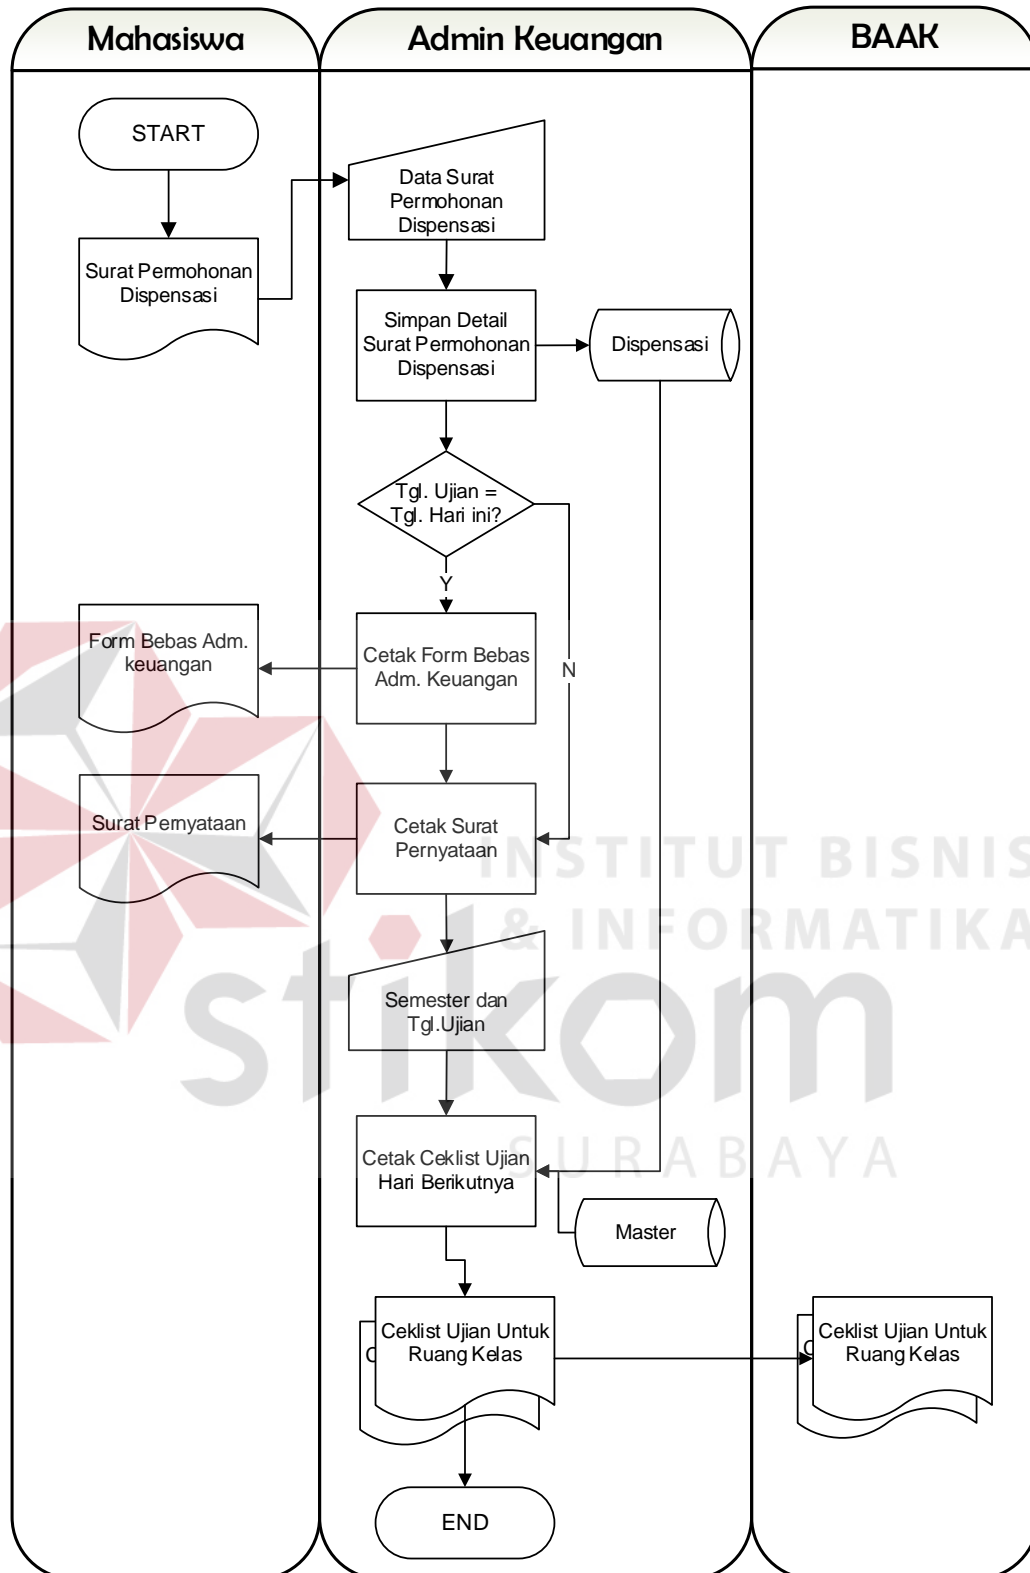 Mahasiswa
Admin Keuangan
BAAK
START
Data Surat
Permohonan
Dispensasi
Surat Permohonan
Dispensasi
Simpan Detail
Surat Permohonan
Dispensasi
Dispensasi
Tgl. Ujian =
Tgl. Hari ini?
Y
N
Form Bebas Adm.
keuangan
Cetak Form Bebas
Adm. Keuangan
Surat Pernyataan
Cetak Surat
Pernyataan
INSTITUT BISNIS
& INFORMATIKA
stikom
SURABAYA
Semester dan
Tgl.Ujian
Cetak Ceklist Ujian
Hari Berikutnya
Master
Ceklist Ujian Untuk
Ruang Kelas
Ceklist Ujian Untuk
Ruang Kelas
END